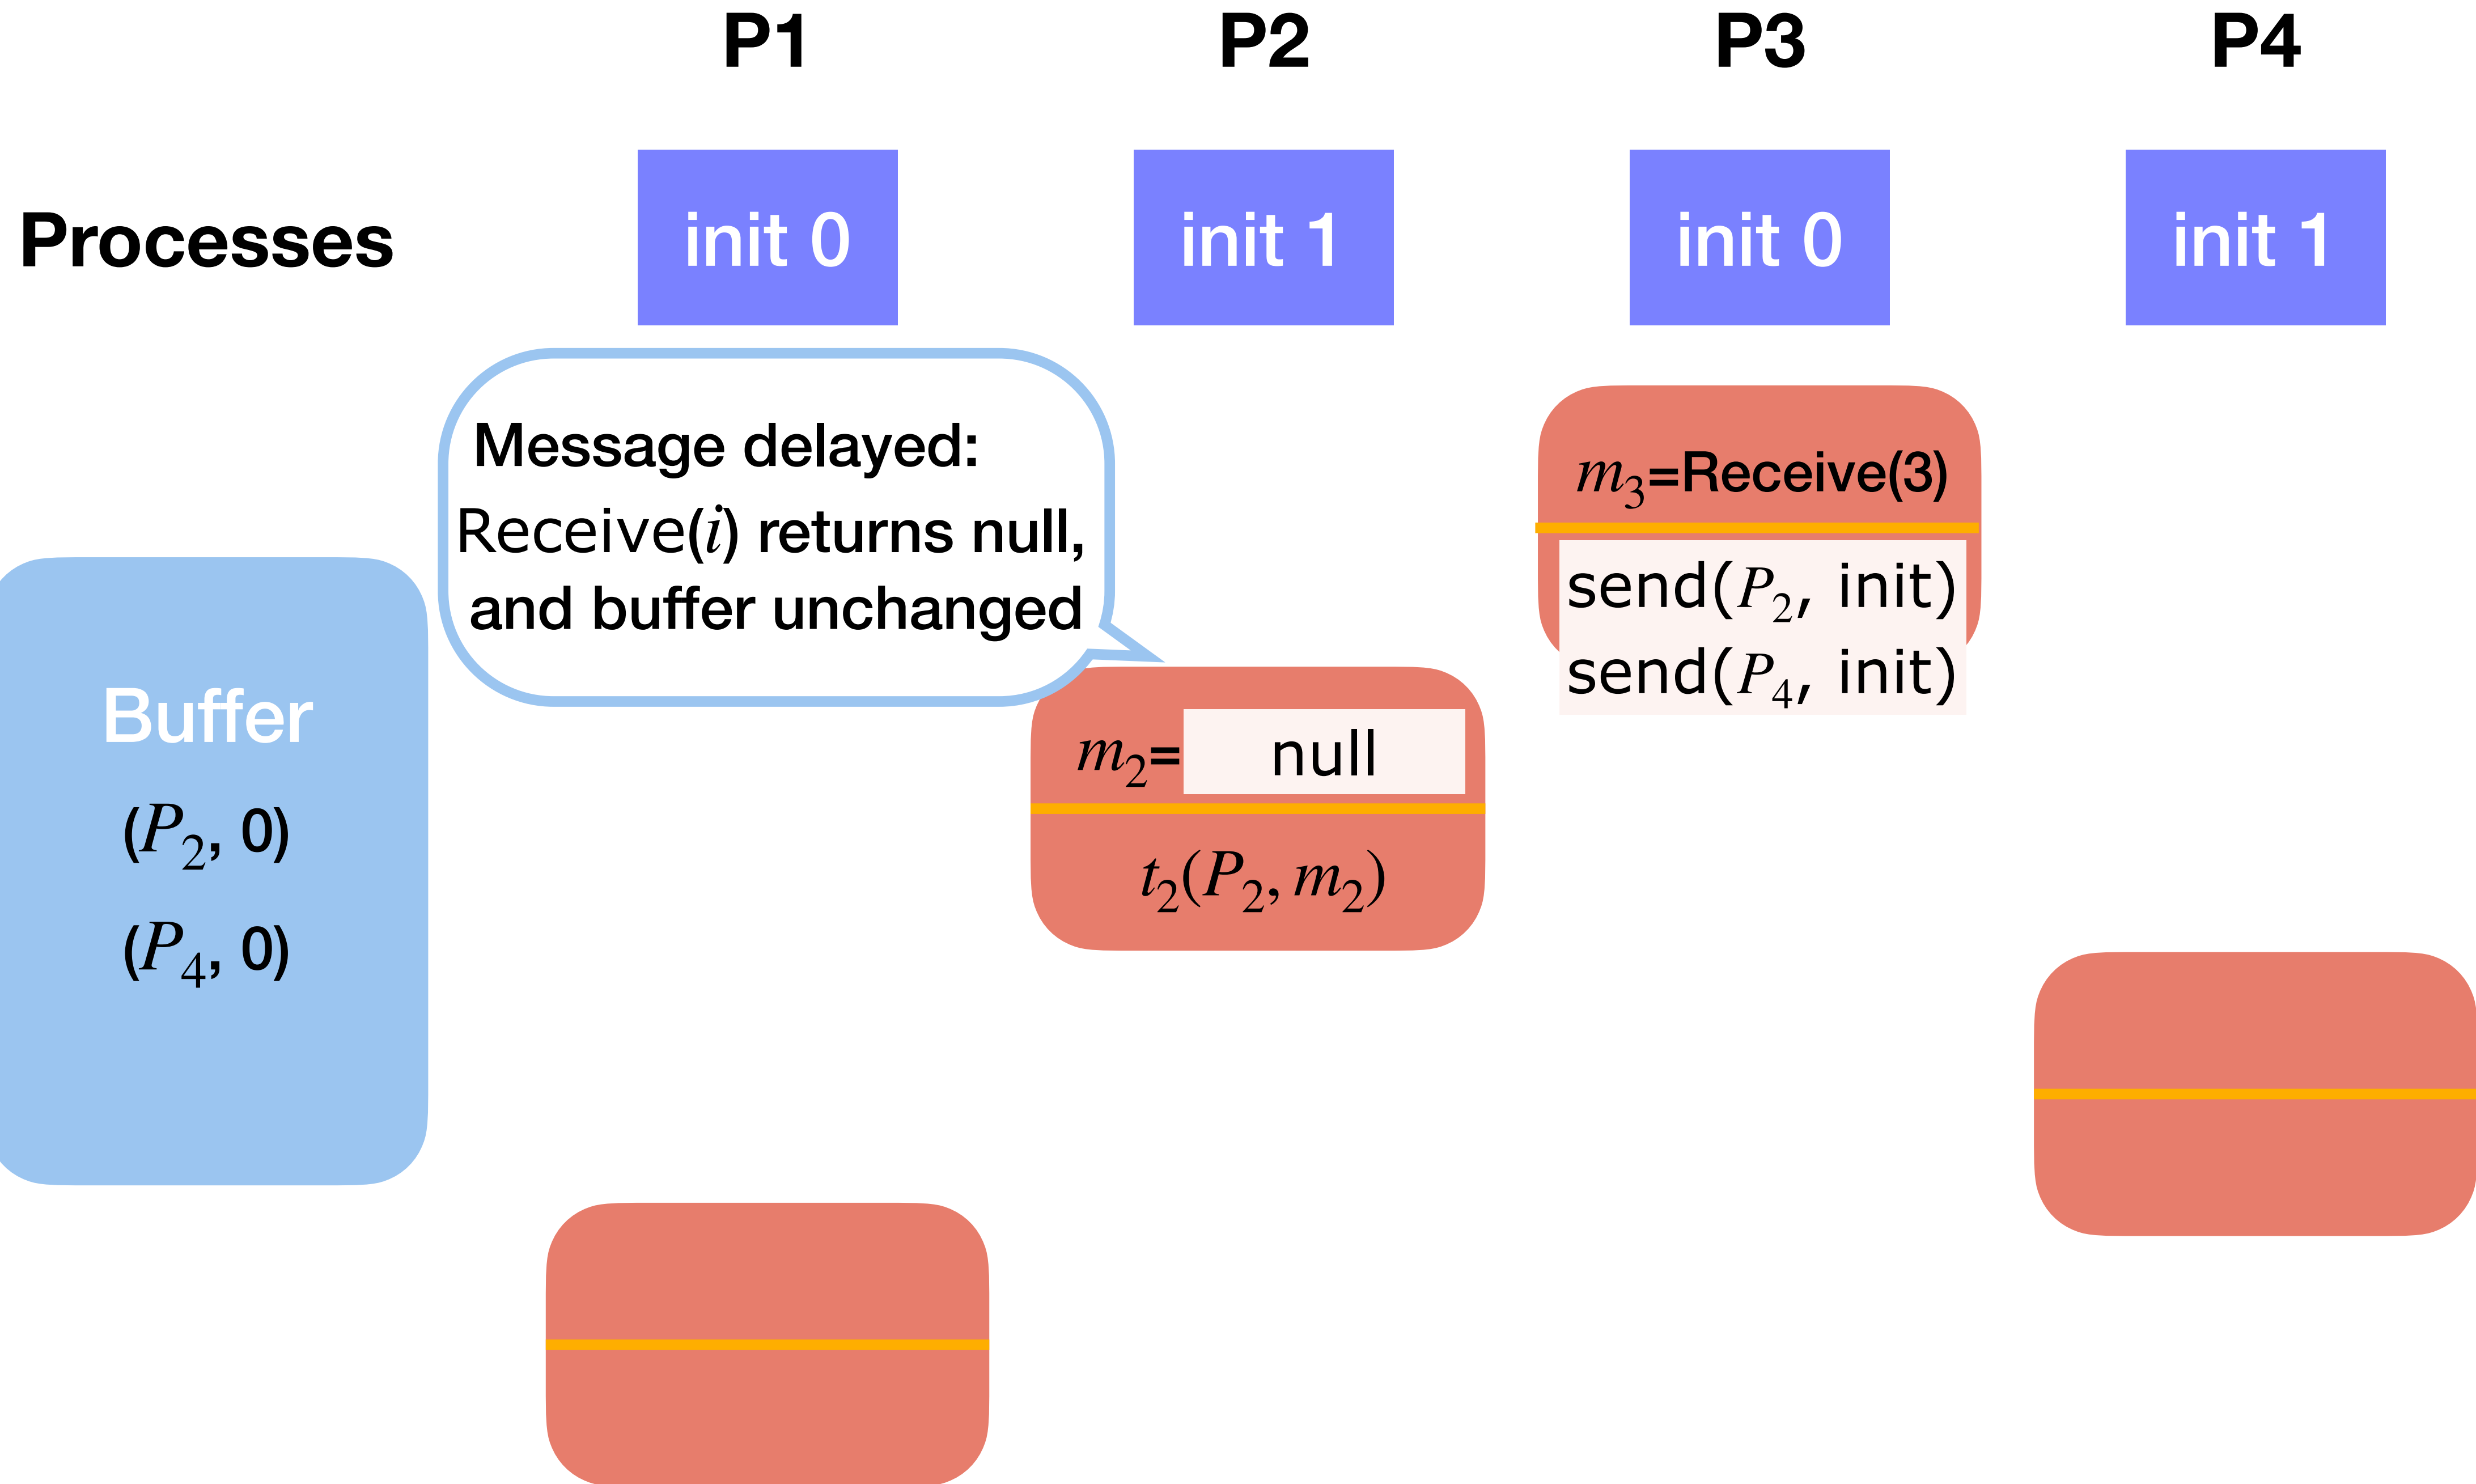 P1 P2 P3 P4
Processes
init 0 init 1 init 0 init 1
Message delayed:
Receive(i) returns null,
and buffer unchanged
m₃=Receive(3)
send(P₂, init)
send(P₄, init)
Buffer
(P₂, 0)
(P₄, 0)
m₂= null
t₂(P₂, m₂)